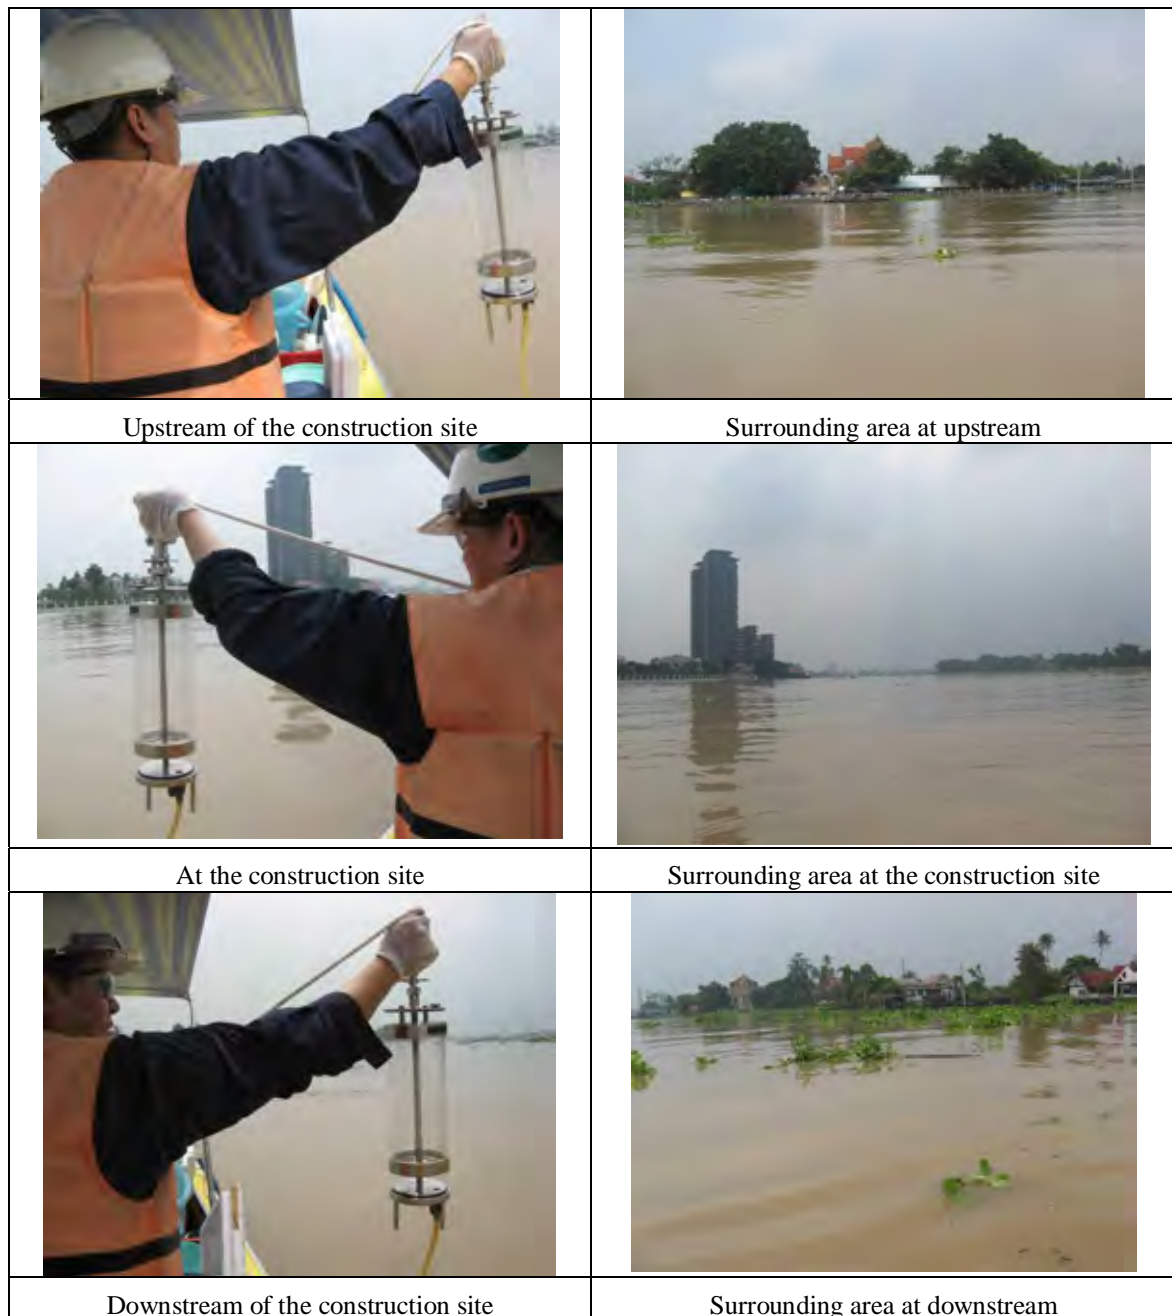 Upstream of the construction site
Surrounding area at upstream
At the construction site
Surrounding area at the construction site
Downstream of the construction site
Surrounding area at downstream